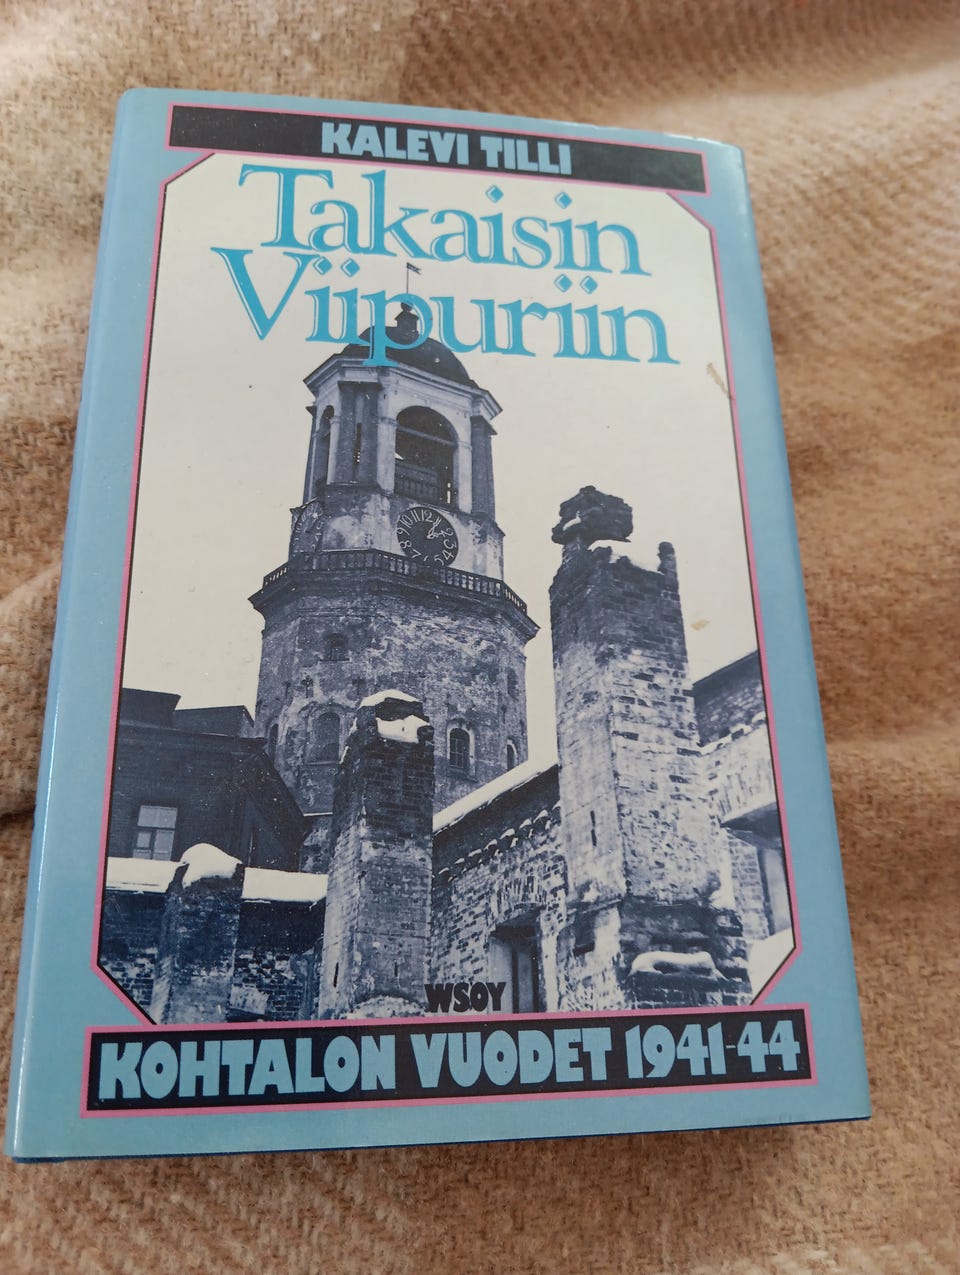 KALEVI TILLI
Takaisin
Viipuriin
WSOY
KOHTALON VUODET 1941-44